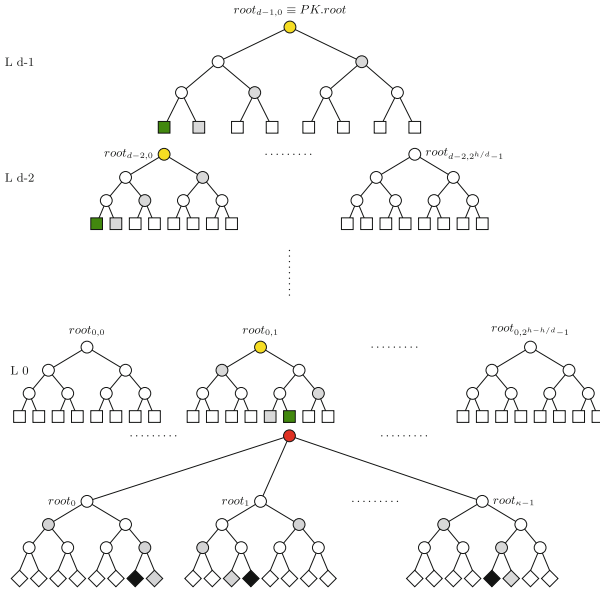 root_{d−1,0} ≡ PK.root
L d-1
root_{d−2,0} ......... root_{d−2,2^{h/d}−1}
L d-2
root_{0,0} root_{0,1} ......... root_{0,2^{h−h/d}−1}
L 0
root_0 root_1 ......... root_{κ−1}